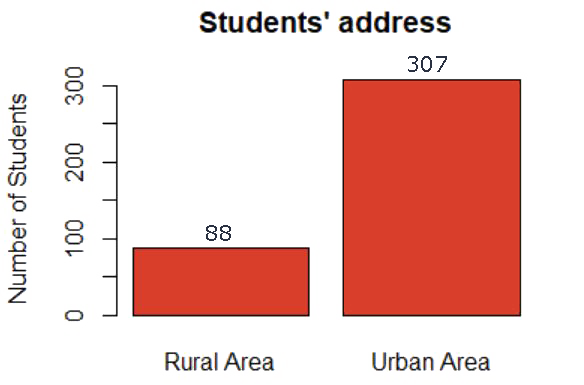 Students' address
Number of Students
300
200
100
0
88
307
Rural Area
Urban Area